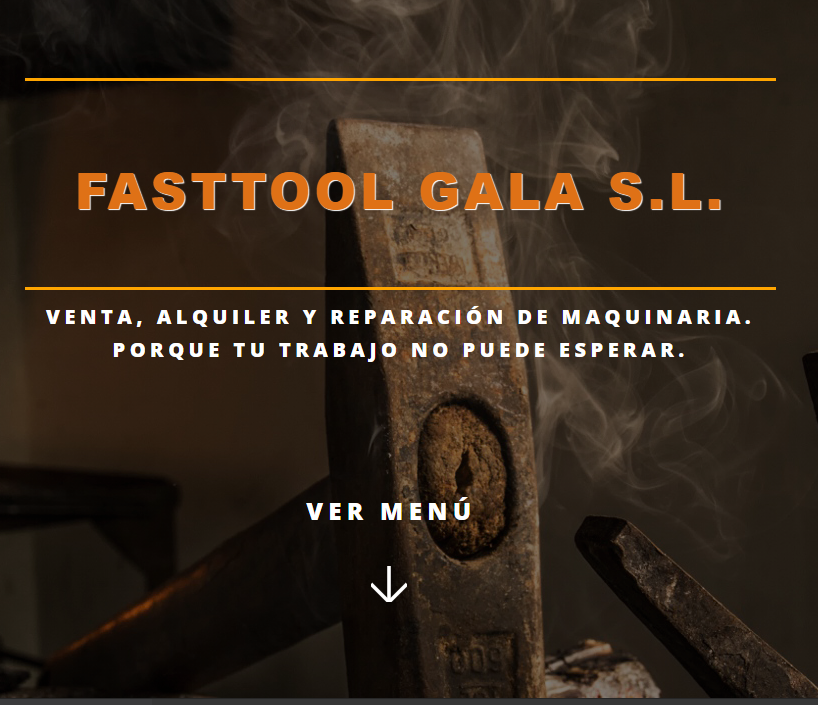 FASTTOOL GALA S.L.
VENTA, ALQUILER Y REPARACIÓN DE MAQUINARIA.
PORQUE TU TRABAJO NO PUEDE ESPERAR.
VER MENÚ